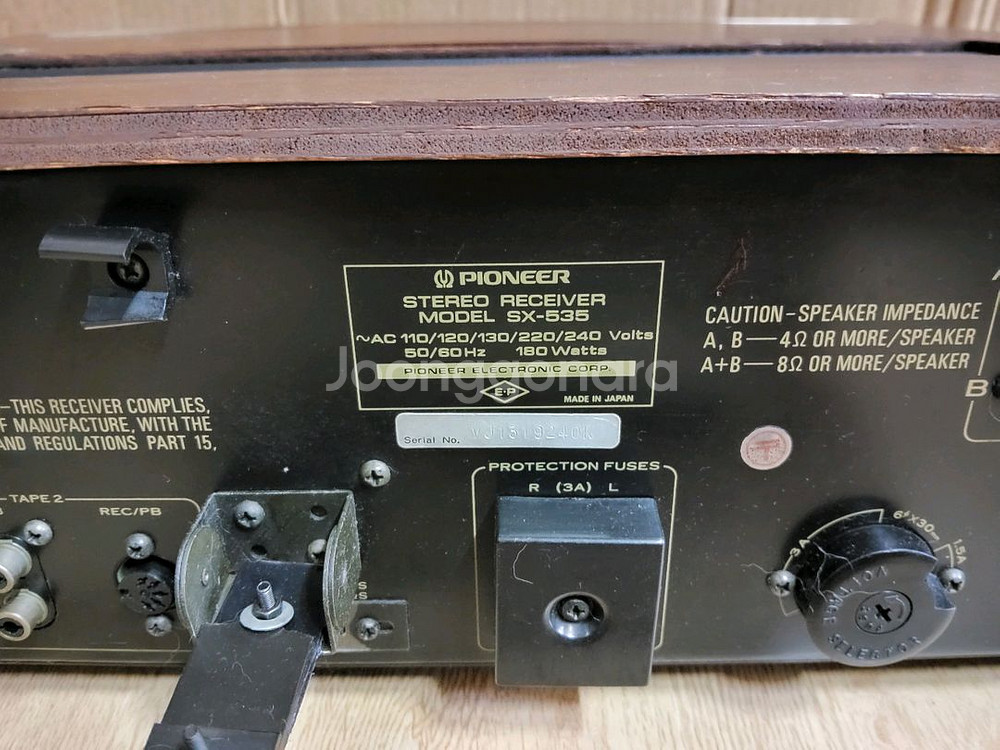 PIONEER
STEREO RECEIVER
MODEL SX-535
~AC 110/120/130/220/240 Volts
50/60Hz 180 Watts
PIONEER ELECTRONIC CORP.
E·P
MADE IN JAPAN
Joonggonara
Serial No.
CAUTION-SPEAKER IMPEDANCE
A, B—4Ω OR MORE/SPEAKER
A+B—8Ω OR MORE/SPEAKER
B
-THIS RECEIVER COMPLIES,
F MANUFACTURE, WITH THE
AND REGULATIONS PART 15,
TAPE 2
REC/PB
PROTECTION FUSES
R (3A) L
3A
6ϕX30
1.5A
VOLTAGE SELECTOR